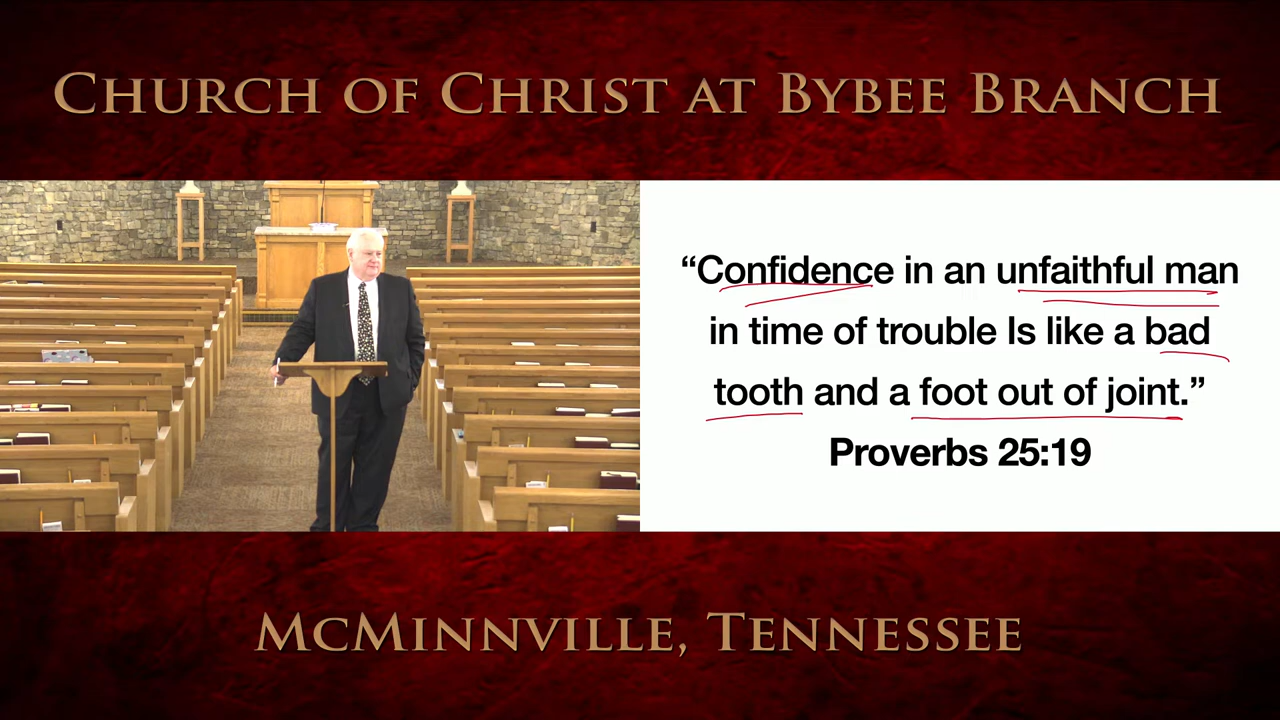 CHURCH OF CHRIST AT BYBEE BRANCH
“Confidence in an unfaithful man
in time of trouble Is like a bad
tooth and a foot out of joint.”
Proverbs 25:19
MCMINNVILLE, TENNESSEE